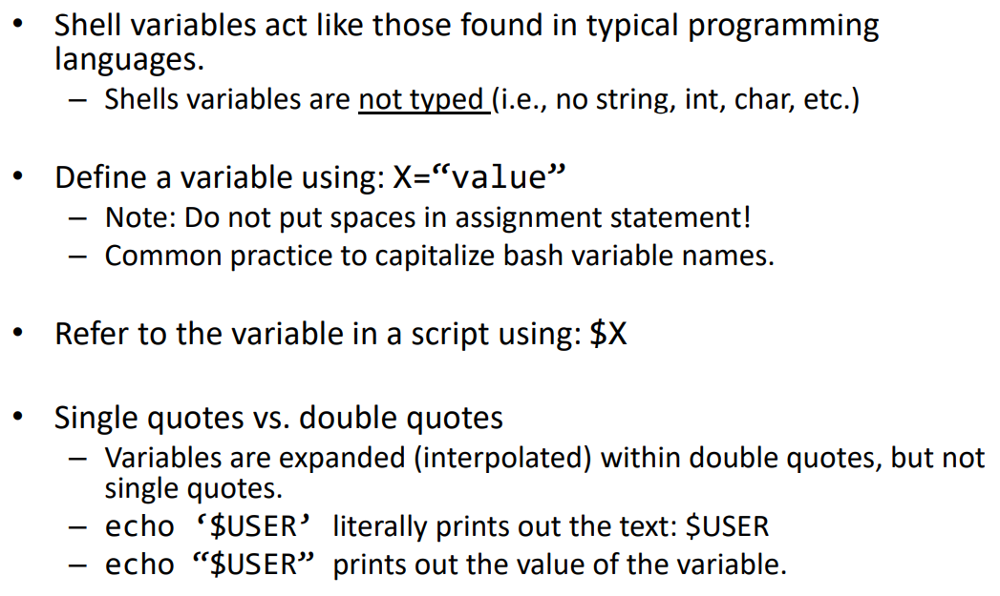 • Shell variables act like those found in typical programming
languages.
– Shells variables are not typed (i.e., no string, int, char, etc.)
• Define a variable using: X=“value”
– Note: Do not put spaces in assignment statement!
– Common practice to capitalize bash variable names.
• Refer to the variable in a script using: $X
• Single quotes vs. double quotes
– Variables are expanded (interpolated) within double quotes, but not
single quotes.
– echo ‘$USER’ literally prints out the text: $USER
– echo “$USER” prints out the value of the variable.